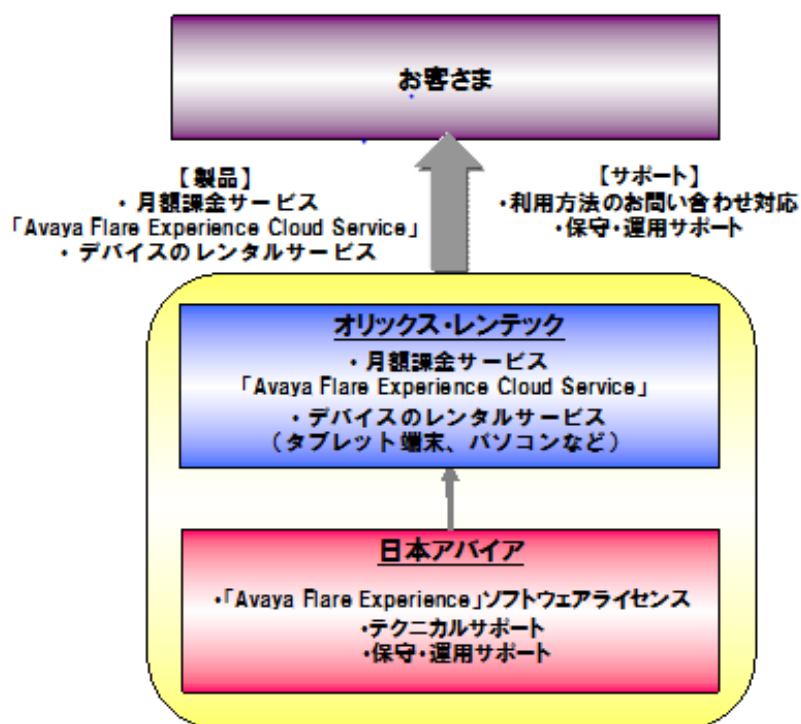 お客さま
【製品】
・月額課金サービス
「Avaya Flare Experience Cloud Service」
・デバイスのレンタルサービス
【サポート】
・利用方法のお問い合わせ対応
・保守・運用サポート
オリックス・レンテック
・月額課金サービス
「Avaya Flare Experience Cloud Service」
・デバイスのレンタルサービス
（タブレット端末、パソコンなど）
日本アバイア
・「Avaya Flare Experience」ソフトウェアライセンス
・テクニカルサポート
・保守・運用サポート